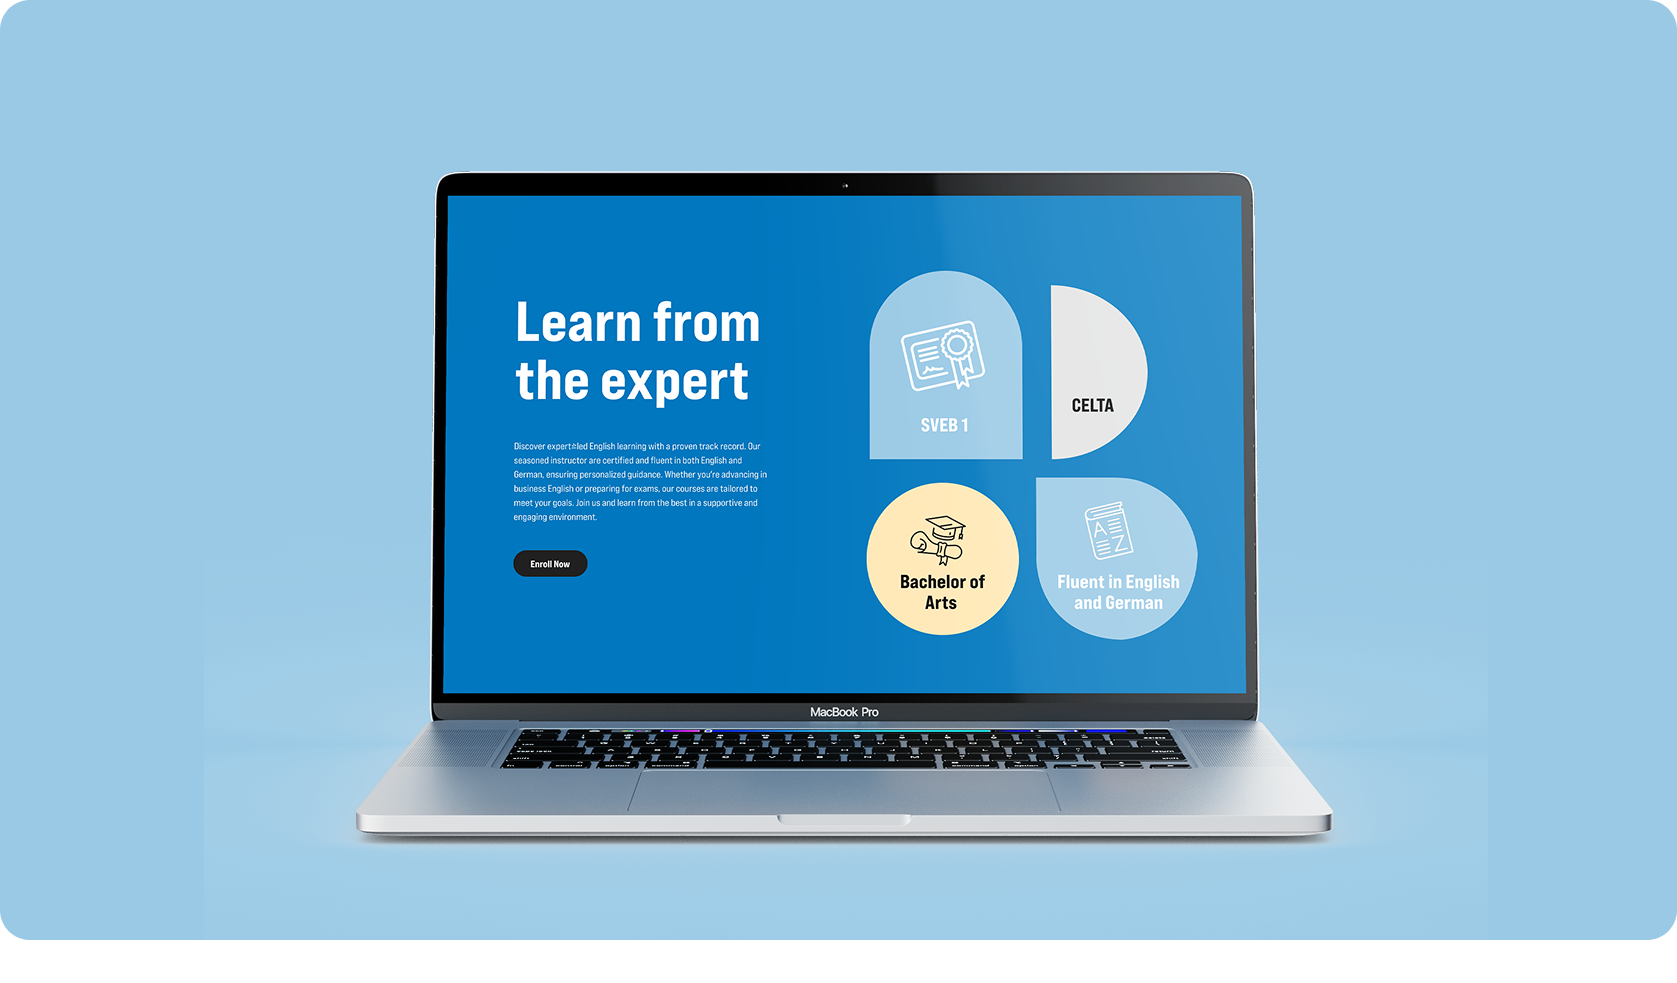 Learn from
the expert
Discover expert-led English learning with a proven track record. Our
seasoned instructor are certified and fluent in both English and
German, ensuring personalized guidance. Whether you're advancing in
business English or preparing for exams, our courses are tailored to
meet your goals. Join us and learn from the best in a supportive and
engaging environment.
Enroll Now
SVEB 1
CELTA
Bachelor of
Arts
A
Z
Fluent in English
and German
MacBook Pro